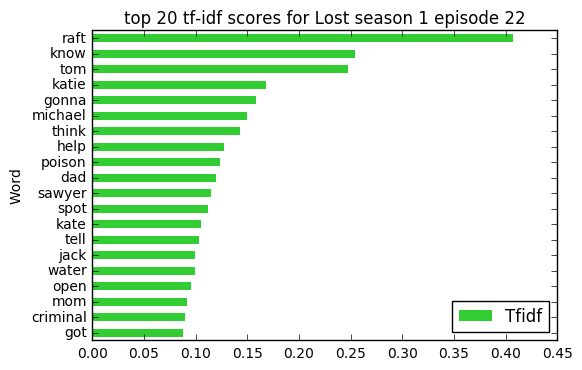 top 20 tf-idf scores for Lost season 1 episode 22
Word
raft
know
tom
katie
gonna
michael
think
help
poison
dad
sawyer
spot
kate
tell
jack
water
open
mom
criminal
got
Tfidf
0.00 0.05 0.10 0.15 0.20 0.25 0.30 0.35 0.40 0.45